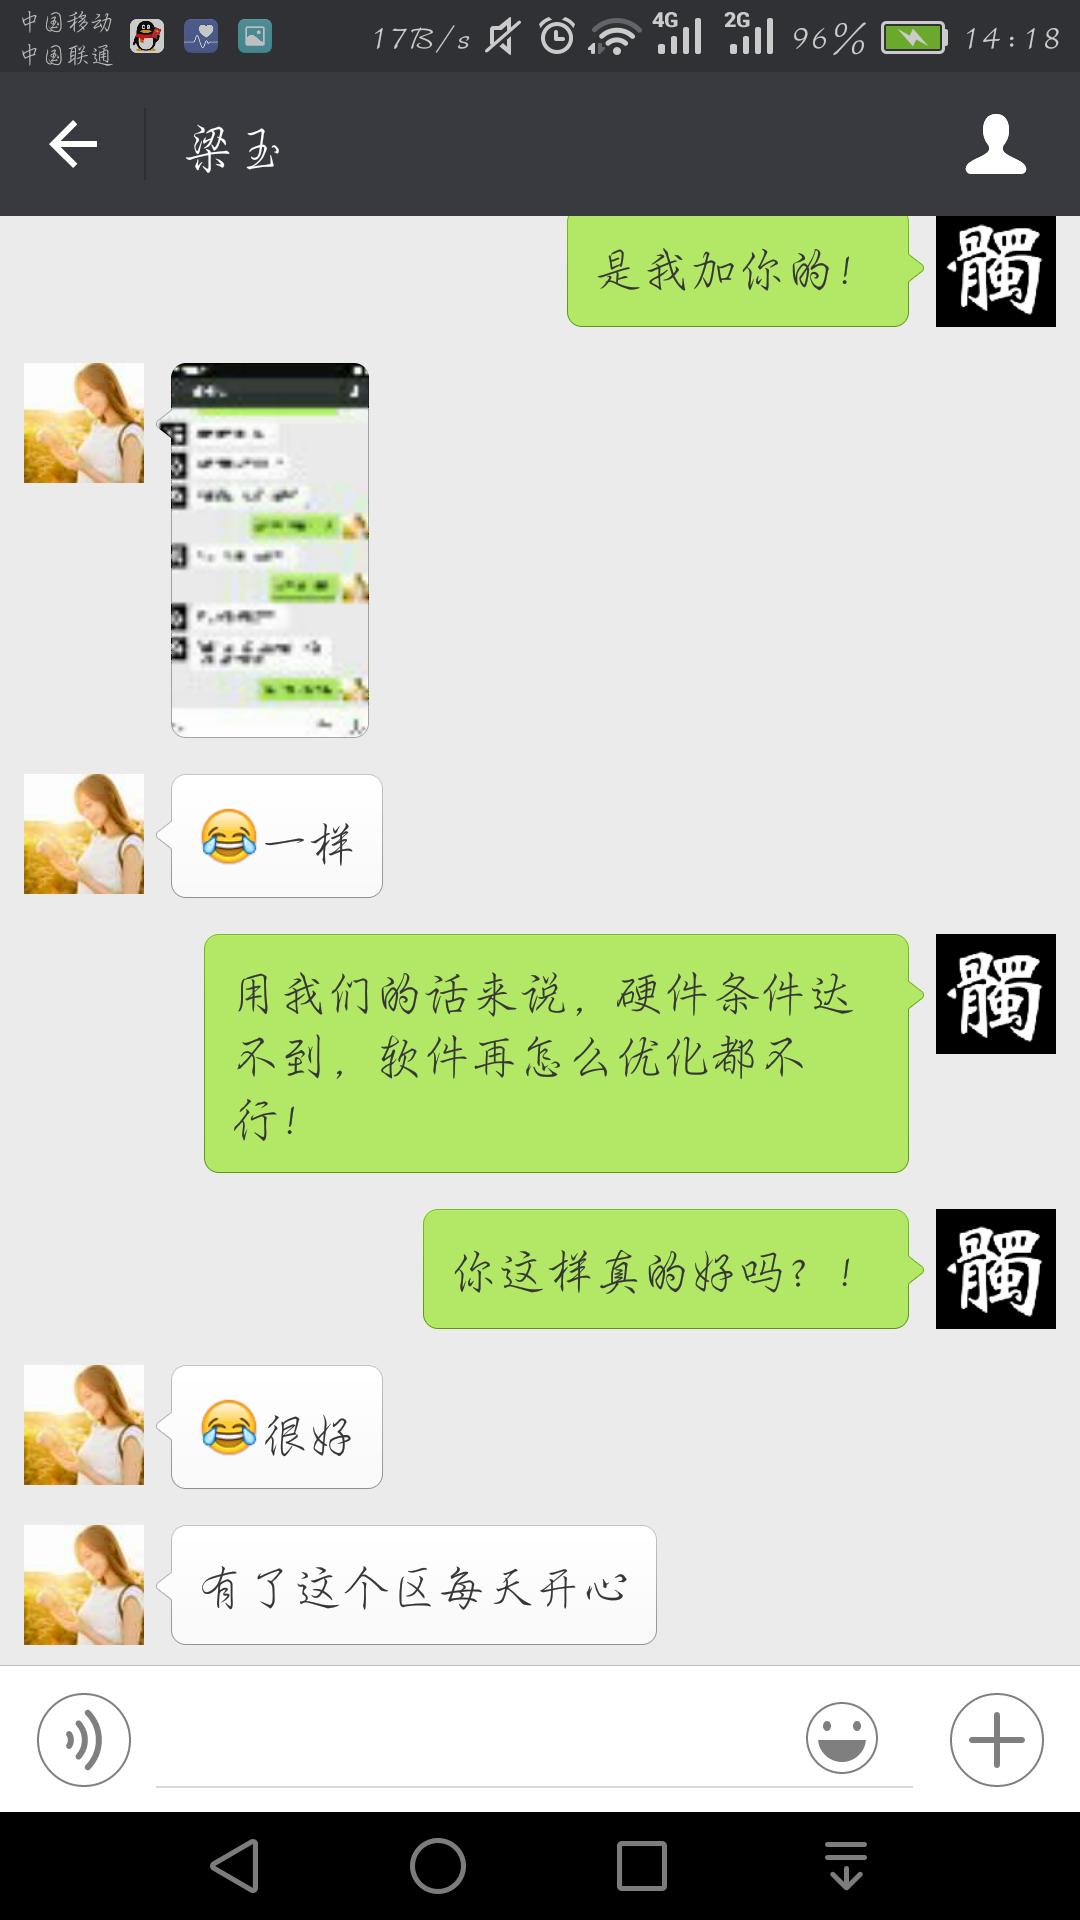 中国移动
中国联通
17B/s
4G
2G
96%
14:18
梁玉
是我加你的!
髑
一样
用我们的话来说，硬件条件达
不到，软件再怎么优化都不
行!
髑
你这样真的好吗?!
髑
很好
有了这个区每天开心